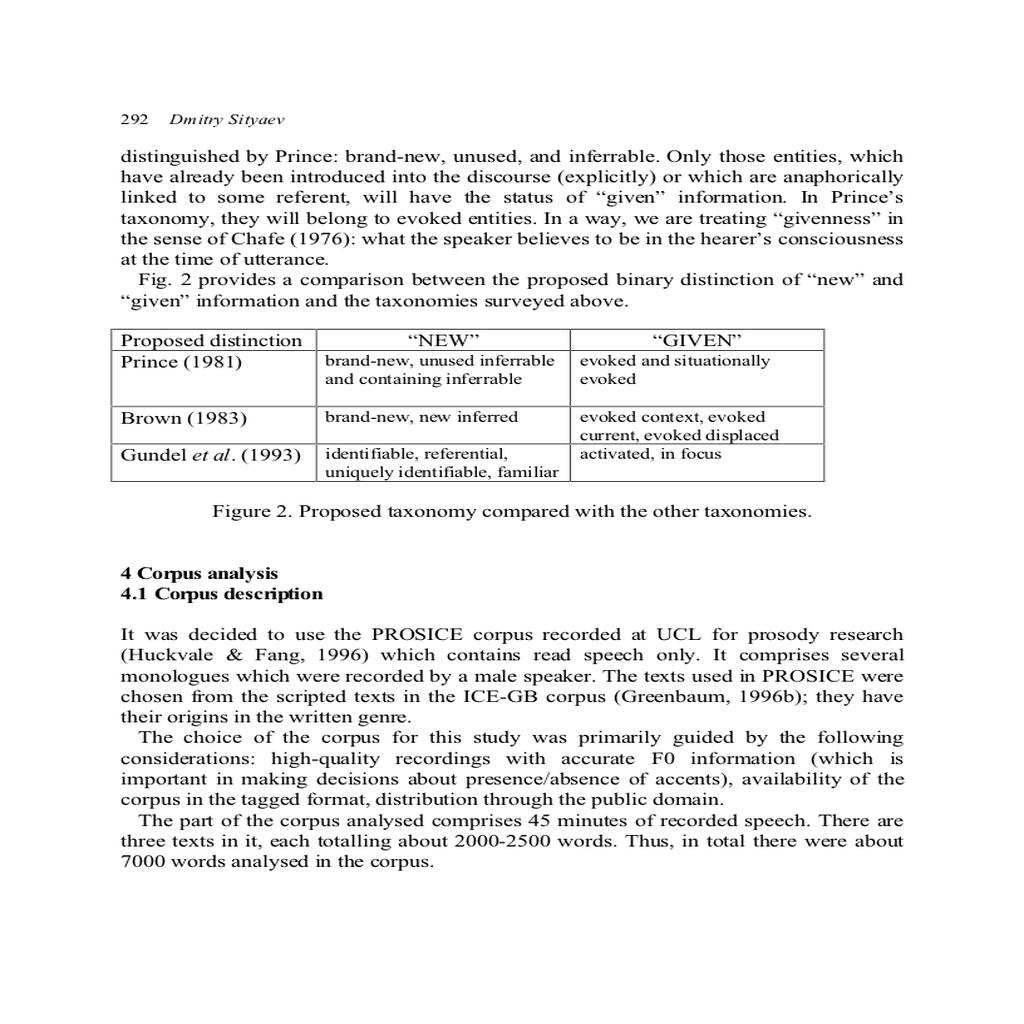 292 Dmitry Sityaev
distinguished by Prince: brand-new, unused, and inferrable. Only those entities, which
have already been introduced into the discourse (explicitly) or which are anaphorically
linked to some referent, will have the status of “given” information. In Prince’s
taxonomy, they will belong to evoked entities. In a way, we are treating “givenness” in
the sense of Chafe (1976): what the speaker believes to be in the hearer’s consciousness
at the time of utterance.
Fig. 2 provides a comparison between the proposed binary distinction of “new” and
“given” information and the taxonomies surveyed above.
Proposed distinction “NEW” “GIVEN”
Prince (1981) brand-new, unused inferrable evoked and situationally
and containing inferrable evoked
Brown (1983) brand-new, new inferred evoked context, evoked
current, evoked displaced
Gundel et al. (1993) identifiable, referential, activated, in focus
uniquely identifiable, familiar
Figure 2. Proposed taxonomy compared with the other taxonomies.
4 Corpus analysis
4.1 Corpus description
It was decided to use the PROSICE corpus recorded at UCL for prosody research
(Huckvale & Fang, 1996) which contains read speech only. It comprises several
monologues which were recorded by a male speaker. The texts used in PROSICE were
chosen from the scripted texts in the ICE-GB corpus (Greenbaum, 1996b); they have
their origins in the written genre.
The choice of the corpus for this study was primarily guided by the following
considerations: high-quality recordings with accurate F0 information (which is
important in making decisions about presence/absence of accents), availability of the
corpus in the tagged format, distribution through the public domain.
The part of the corpus analysed comprises 45 minutes of recorded speech. There are
three texts in it, each totalling about 2000-2500 words. Thus, in total there were about
7000 words analysed in the corpus.